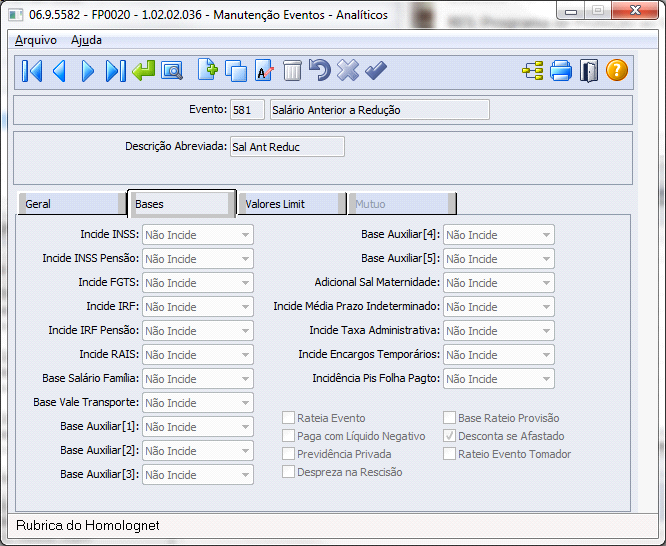 06.9.5582 - FP0020 - 1.02.02.036 - Manutenção Eventos - Analíticos
Arquivo Ajuda
Evento: 581 Salário Anterior a Redução
Descrição Abreviada: Sal Ant Reduc
Geral Bases Valores Limit Mutuo
Incide INSS: Não Incide Base Auxiliar[4]: Não Incide
Incide INSS Pensão: Não Incide Base Auxiliar[5]: Não Incide
Incide FGTS: Não Incide Adicional Sal Maternidade: Não Incide
Incide IRF: Não Incide Incide Média Prazo Indeterminado: Não Incide
Incide IRF Pensão: Não Incide Incide Taxa Administrativa: Não Incide
Incide RAIS: Não Incide Incide Encargos Temporários: Não Incide
Base Salário Família: Não Incide Incidência Pis Folha Pagto: Não Incide
Base Vale Transporte: Não Incide
Base Auxiliar[1]: Não Incide Rateia Evento Base Rateio Provisão
Base Auxiliar[2]: Não Incide Paga com Líquido Negativo Desconta se Afastado
Base Auxiliar[3]: Não Incide Previdência Privada Rateio Evento Tomador
Despreza na Rescisão
Rubrica do Homolognet